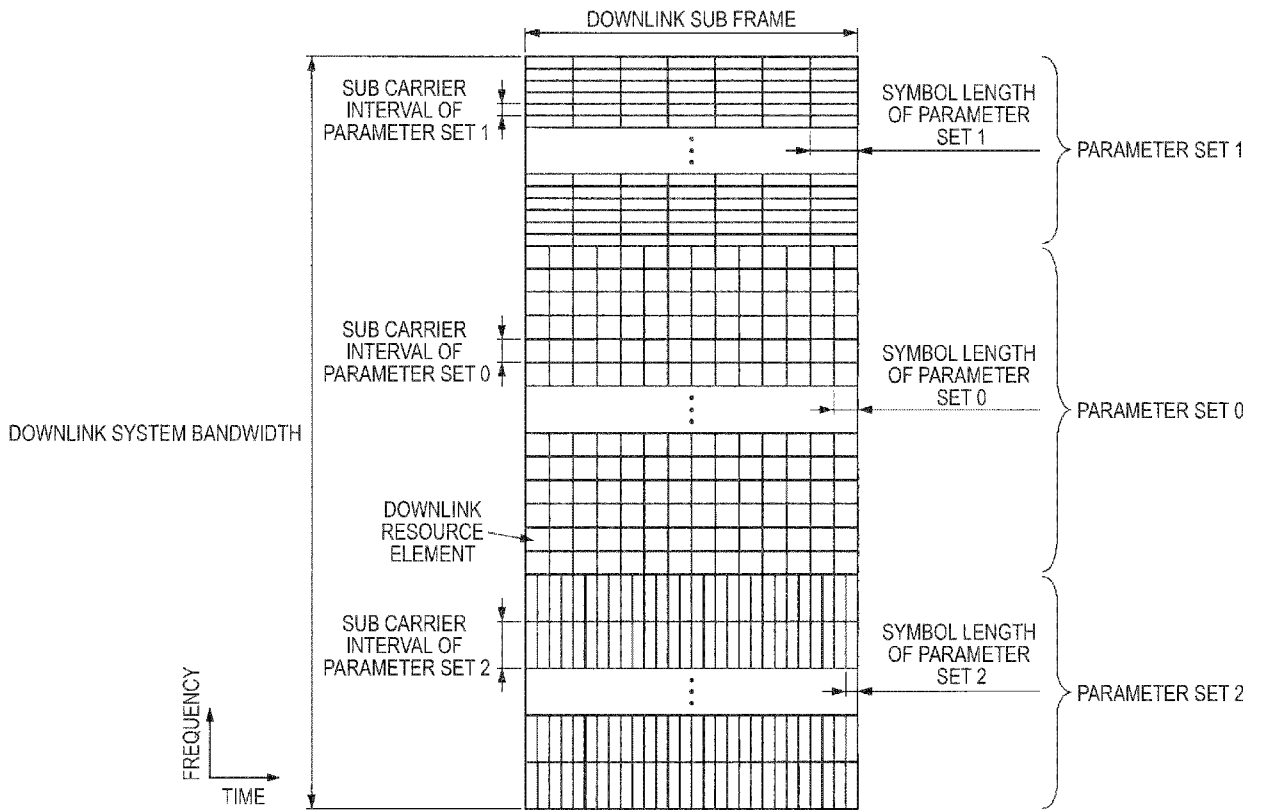 DOWNLINK SUB FRAME
SUB CARRIER
INTERVAL OF
PARAMETER SET 1
SYMBOL LENGTH
OF PARAMETER
SET 1
PARAMETER SET 1
SUB CARRIER
INTERVAL OF
PARAMETER SET 0
SYMBOL LENGTH
OF PARAMETER
SET 0
PARAMETER SET 0
DOWNLINK SYSTEM BANDWIDTH
DOWNLINK
RESOURCE
ELEMENT
SUB CARRIER
INTERVAL OF
PARAMETER SET 2
SYMBOL LENGTH
OF PARAMETER
SET 2
PARAMETER SET 2
FREQUENCY
TIME